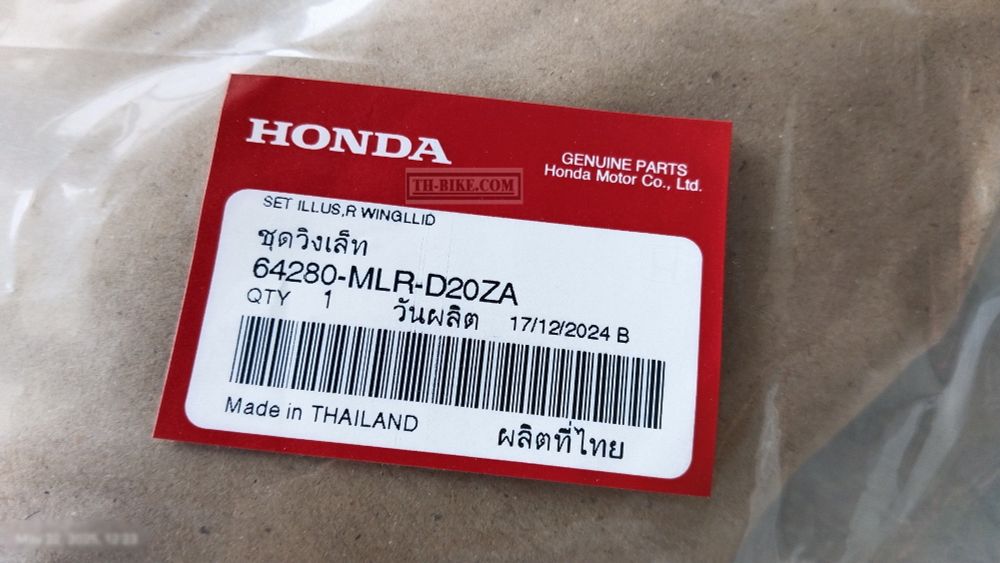 HONDA
GENUINE PARTS
Honda Motor Co., Ltd.
TH-BIKE.COM
SET ILLUS,R WINGLLID
ชุดวิงเล็ท
64280-MLR-D20ZA
QTY 1 วันผลิต 17/12/2024 B
Made in THAILAND ผลิตที่ไทย